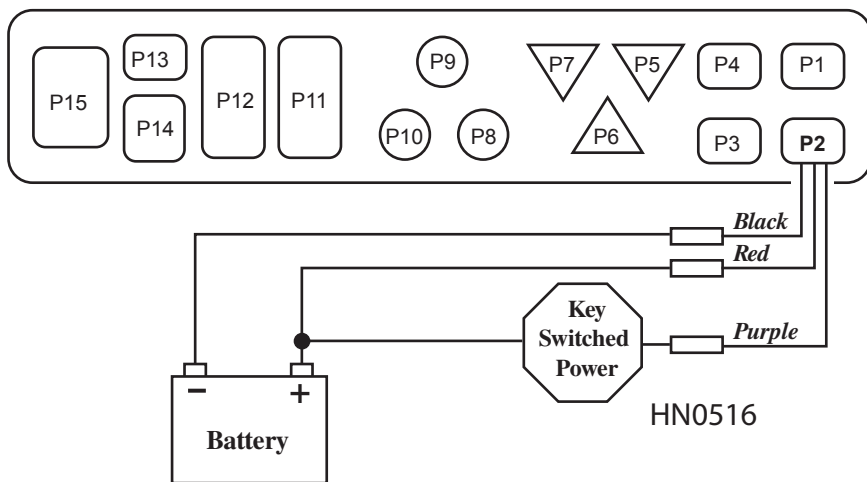 P13
P9
P7
P5
P4
P1
P15
P12
P11
P14
P10
P8
P6
P3
P2
Black
Red
Key
Switched
Power
Purple
− +
HN0516
Battery